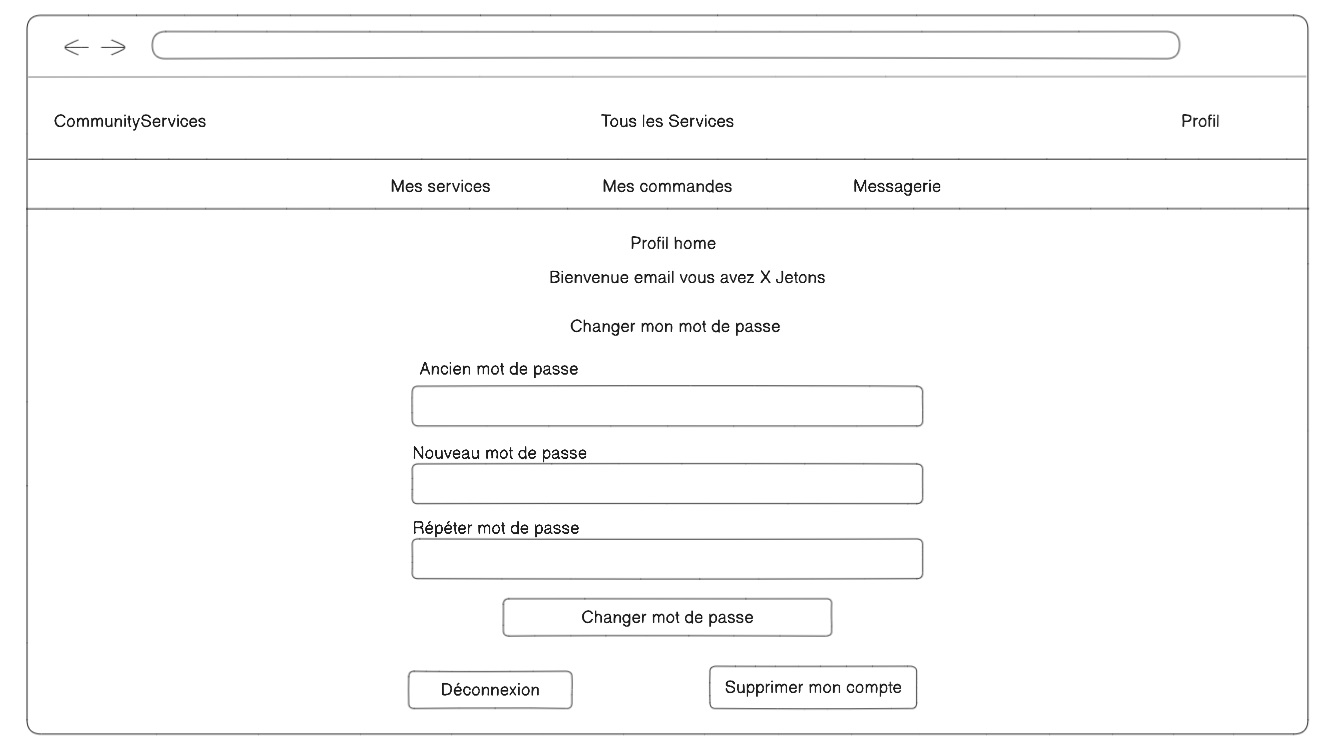 CommunityServices Tous les Services Profil
Mes services Mes commandes Messagerie
Profil home
Bienvenue email vous avez X Jetons
Changer mon mot de passe
Ancien mot de passe
Nouveau mot de passe
Répéter mot de passe
Changer mot de passe
Déconnexion Supprimer mon compte